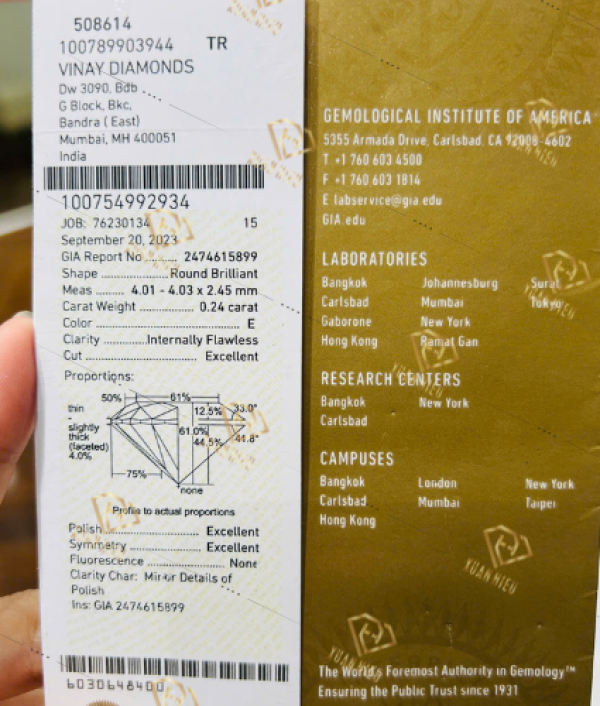 508614
100789903944 TR
VINAY DIAMONDS
Dw 3090, Bdb
G Block, Bkc,
Bandra ( East)
Mumbai, MH 400051
India
100754992934
JOB: 76230134 15
September 20, 2023
GIA Report No ......... 2474615899
Shape ................. Round Brilliant
Meas ........ 4.01 - 4.03 x 2.45 mm
Carat Weight .............. 0.24 carat
Color ................................... E
Clarity ........... Internally Flawless
Cut ........................... Excellent
Proportions:
50% 61%
thin - slightly thick (faceted) 4.0%
12.5% 33.0°
61.0%
44.5% 44.8°
75%
none
Profile to actual proportions
Polish ........................ Excellent
Symmetry ................. Excellent
Fluorescence ................... None
Clarity Char: Minor Details of
Polish
Ins: GIA 2474615899
6030648400
GEMOLOGICAL INSTITUTE OF AMERICA
5355 Armada Drive, Carlsbad, CA 92008-4602
T +1 760 603 4500
F +1 760 603 1814
E labservice@gia.edu
GIA.edu
LABORATORIES
Bangkok Johannesburg Surat
Carlsbad Mumbai Tokyo
Gaborone New York
Hong Kong Ramat Gan
RESEARCH CENTERS
Bangkok New York
Carlsbad
CAMPUSES
Bangkok London New York
Carlsbad Mumbai Taipei
Hong Kong
XUAN HIEU
The World's Foremost Authority in Gemology™
Ensuring the Public Trust since 1931